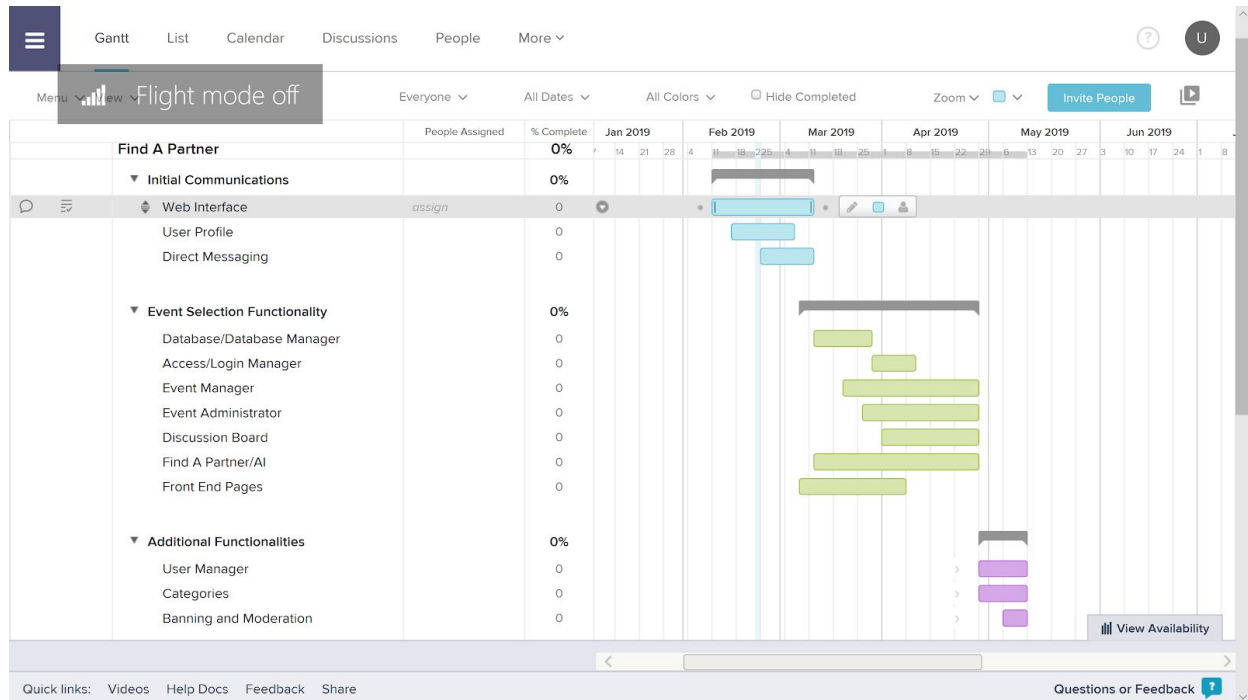 Gantt List Calendar Discussions People More
? U
Menu View Everyone All Dates All Colors Hide Completed Zoom Invite People
Flight mode off
People Assigned % Complete Jan 2019 Feb 2019 Mar 2019 Apr 2019 May 2019 Jun 2019
Find A Partner 0% 14 21 28 4 11 18 225 4 11 18 25 1 8 15 22 29 6 13 20 27 3 10 17 24 1 8
Initial Communications 0%
Web Interface assign 0
User Profile 0
Direct Messaging 0
Event Selection Functionality 0%
Database/Database Manager 0
Access/Login Manager 0
Event Manager 0
Event Administrator 0
Discussion Board 0
Find A Partner/AI 0
Front End Pages 0
Additional Functionalities 0%
User Manager 0
Categories 0
Banning and Moderation 0
View Availability
Quick links: Videos Help Docs Feedback Share Questions or Feedback ?